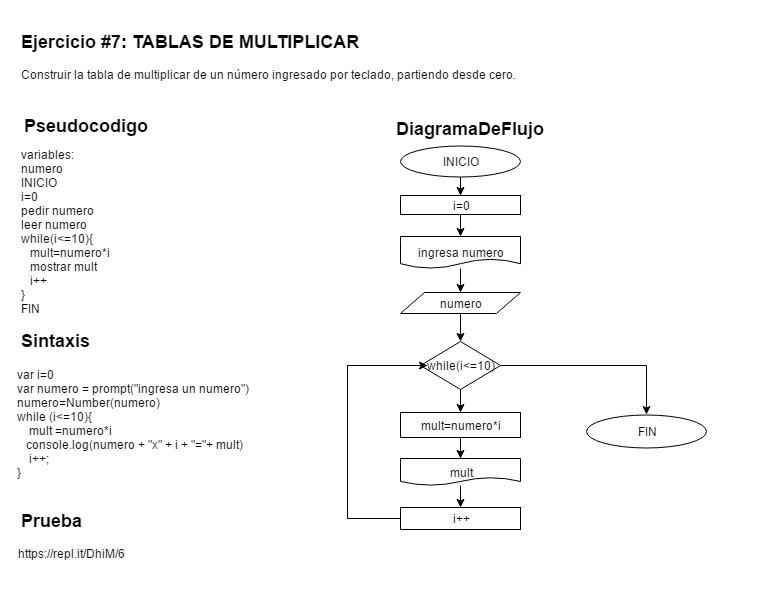 Ejercicio #7: TABLAS DE MULTIPLICAR
Construir la tabla de multiplicar de un número ingresado por teclado, partiendo desde cero.
Pseudocodigo
variables:
numero
INICIO
i=0
pedir numero
leer numero
while(i<=10){
mult=numero*i
mostrar mult
i++
}
FIN
Sintaxis
var i=0
var numero = prompt("ingresa un numero")
numero=Number(numero)
while (i<=10){
mult =numero*i
console.log(numero + "x" + i + "="+ mult)
i++;
}
Prueba
https://repl.it/DhiM/6
DiagramaDeFlujo
INICIO
i=0
ingresa numero
numero
while(i<=10)
mult=numero*i
mult
i++
FIN